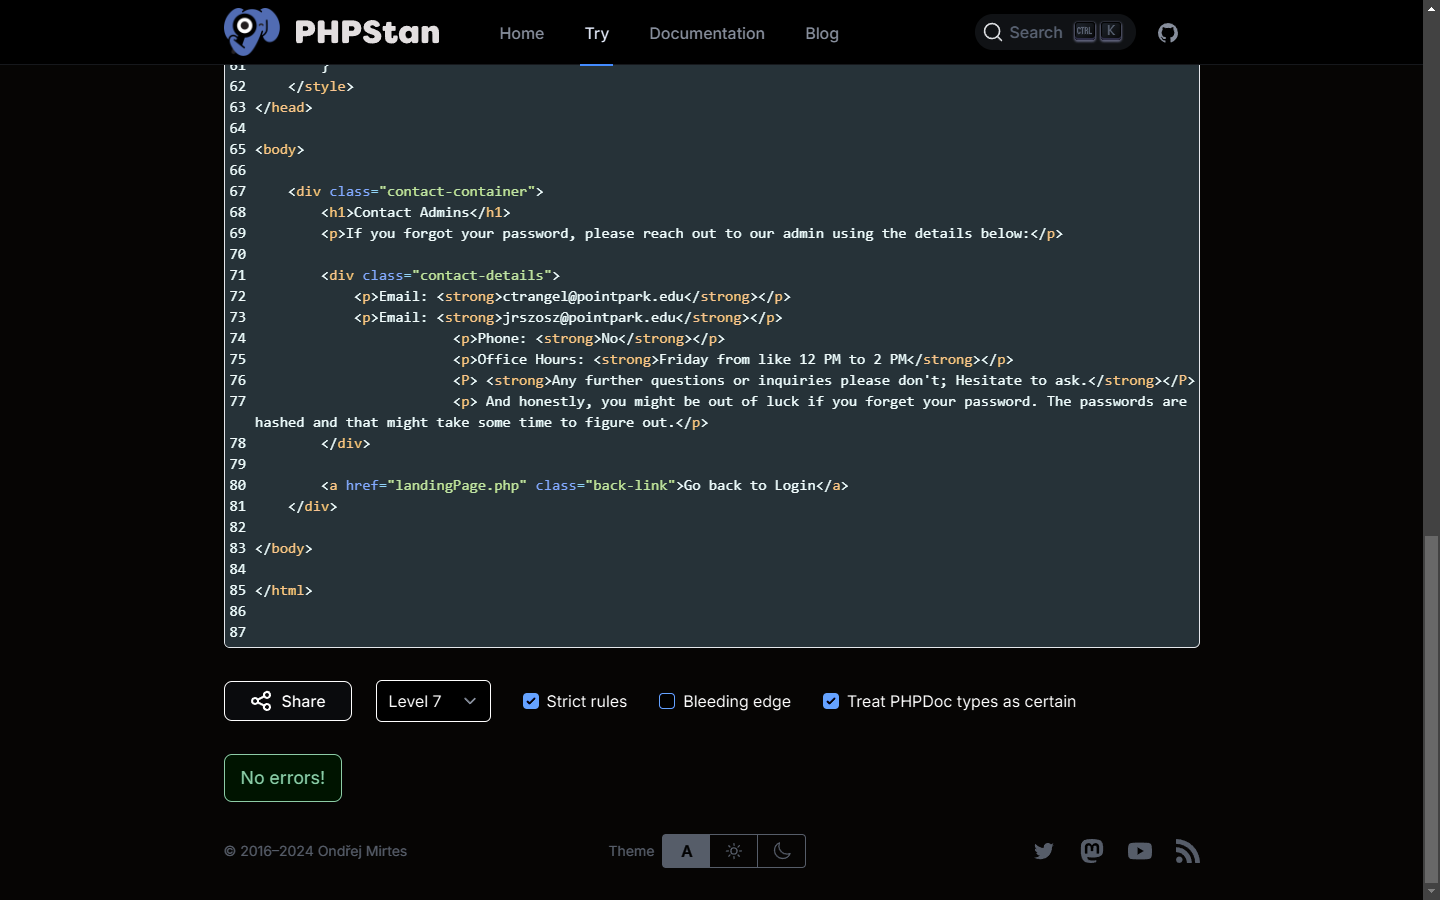 PHPStan Home Try Documentation Blog Search CTRL K
61 }
62 </style>
63 </head>
64
65 <body>
66
67 <div class="contact-container">
68 <h1>Contact Admins</h1>
69 <p>If you forgot your password, please reach out to our admin using the details below:</p>
70
71 <div class="contact-details">
72 <p>Email: <strong>ctrangel@pointpark.edu</strong></p>
73 <p>Email: <strong>jrszosz@pointpark.edu</strong></p>
74 <p>Phone: <strong>No</strong></p>
75 <p>Office Hours: <strong>Friday from like 12 PM to 2 PM</strong></p>
76 <P> <strong>Any further questions or inquiries please don't; Hesitate to ask.</strong></P>
77 <p> And honestly, you might be out of luck if you forget your password. The passwords are
hashed and that might take some time to figure out.</p>
78 </div>
79
80 <a href="landingPage.php" class="back-link">Go back to Login</a>
81 </div>
82
83 </body>
84
85 </html>
86
87
Share Level 7 Strict rules Bleeding edge Treat PHPDoc types as certain
No errors!
© 2016–2024 Ondřej Mirtes Theme A